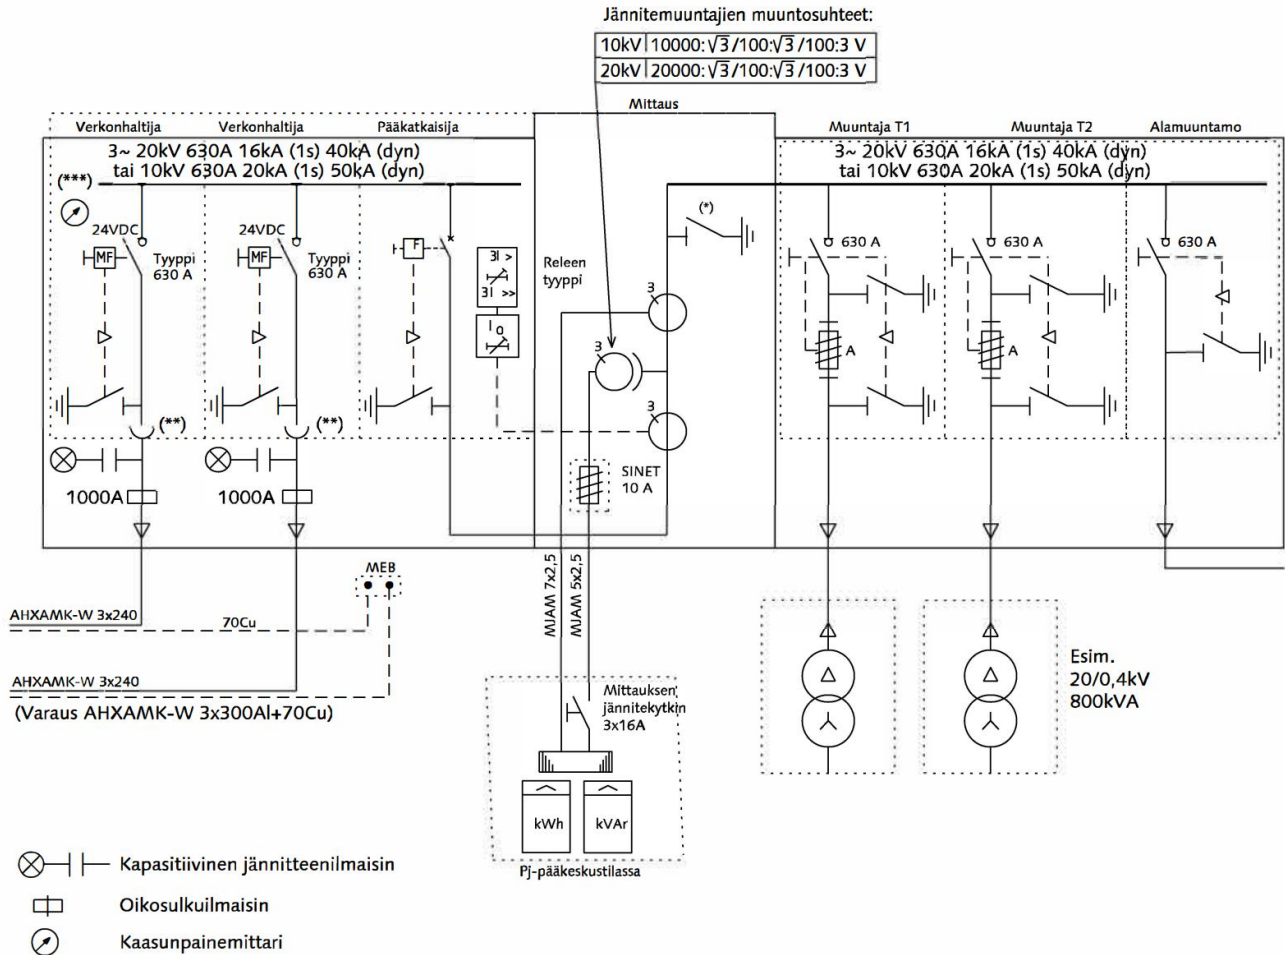 Jännitemuuntajien muuntosuhteet:
10kV 10000:√3/100:√3/100:3 V
20kV 20000:√3/100:√3/100:3 V
Mittaus
Verkonhaltija
Verkonhaltija
Pääkatkaisija
Muuntaja T1
Muuntaja T2
Alamuuntamo
3~ 20kV 630A 16kA (1s) 40kA (dyn)
tai 10kV 630A 20kA (1s) 50kA (dyn)
3~ 20kV 630A 16kA (1s) 40kA (dyn)
tai 10kV 630A 20kA (1s) 50kA (dyn)
(***)
(*)
24VDC
MF
Tyyppi
630 A
24VDC
MF
Tyyppi
630 A
F
3I >
3I >>
Io
Releen
tyyppi
3
3
3
630 A
630 A
630 A
A
A
(**)
(**)
1000A
1000A
SINET
10 A
MJAM 7x2,5
MJAM 5x2,5
MEB
AHXAMK-W 3x240
70Cu
AHXAMK-W 3x240
(Varaus AHXAMK-W 3x300Al+70Cu)
Mittauksen
jännitekytkin
3x16A
kWh
kVAr
Pj-pääkeskustilassa
Esim.
20/0,4kV
800kVA
Kapasitiivinen jännitteenilmaisin
Oikosulkuilmaisin
Kaasunpainemittari